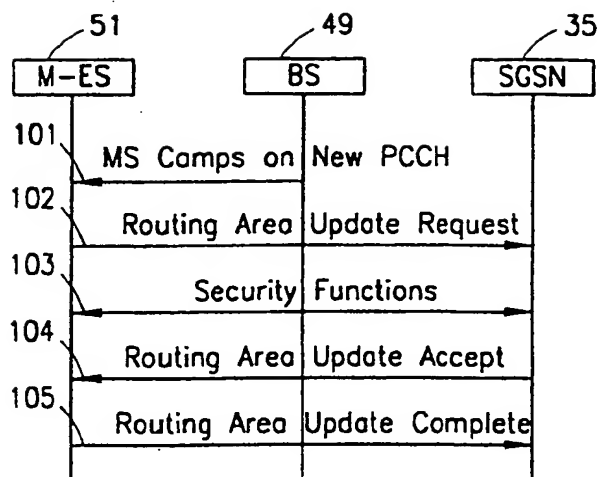 51 49 35
M-ES BS SGSN
101
MS Camps on New PCCH
102
Routing Area Update Request
103
Security Functions
104
Routing Area Update Accept
105
Routing Area Update Complete